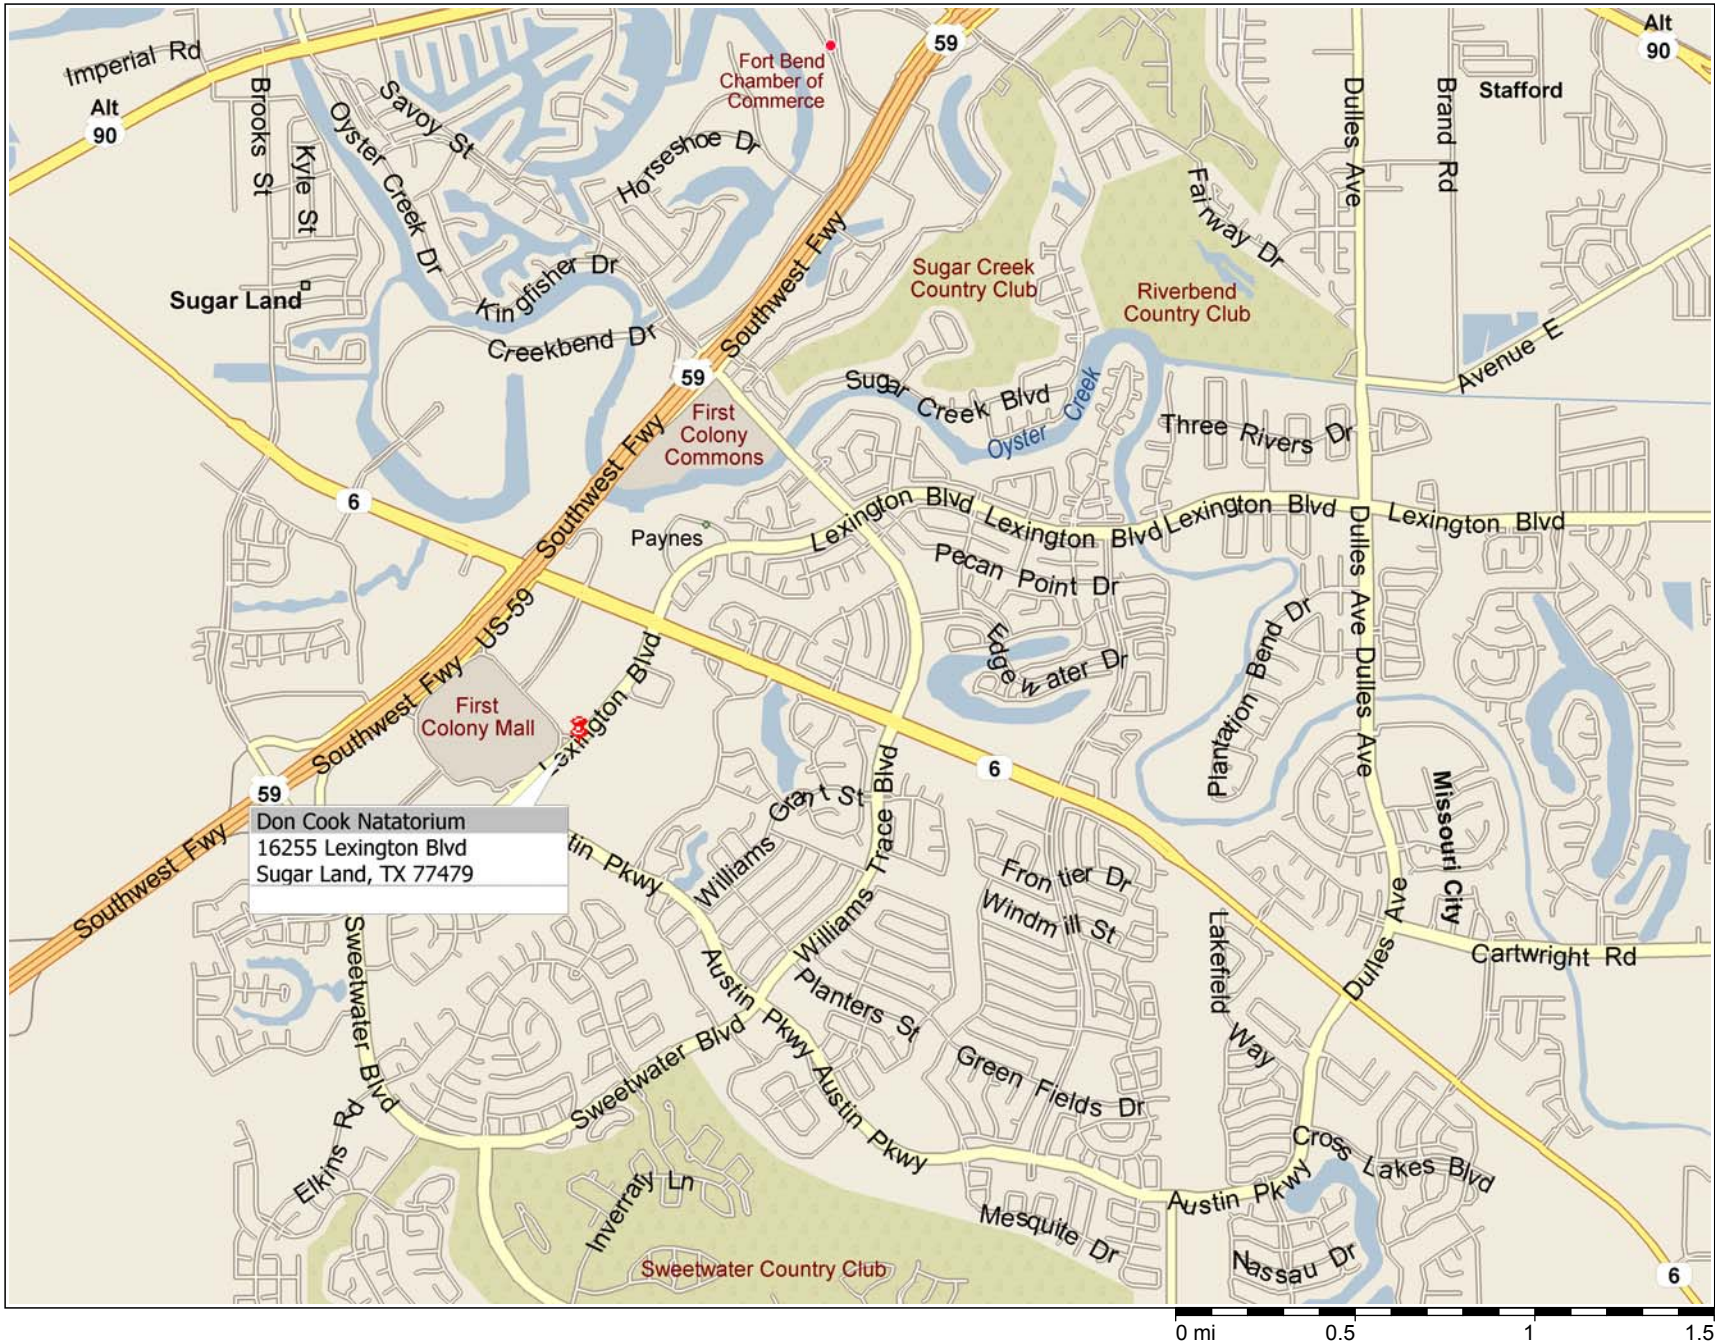 Imperial Rd
Alt
90
Brooks St
Kyle St
Oyster Creek Dr
Savoy St
Fort Bend
Chamber of
Commerce
59
Horseshoe Dr
Dulles Ave
Brand Rd
Stafford
Alt
90
Fairway Dr
Sugar Land
Kingfisher Dr
Creekbend Dr
Southwest Fwy
Sugar Creek
Country Club
Riverbend
Country Club
Avenue E
59
First
Colony
Commons
Sugar Creek Blvd
Oyster Creek
Three Rivers Dr
6
Southwest Fwy
Paynes
Lexington Blvd
Lexington Blvd
Lexington Blvd
Lexington Blvd
Pecan Point Dr
Dulles Ave
Dulles Ave
US-59
Southwest Fwy
Lexington Blvd
Edgewater Dr
Plantation Bend Dr
First
Colony Mall
6
59
Don Cook Natatorium
16255 Lexington Blvd
Sugar Land, TX 77479
Southwest Fwy
tin Pkwy
Williams Grant St
Williams Trace Blvd
Frontier Dr
Windmill St
Missouri City
Lakefield Way
Dulles Ave
Cartwright Rd
Sweetwater Blvd
Austin Pkwy
Planters St
Sweetwater Blvd
Austin Pkwy
Green Fields Dr
Elkins Rd
Inverrary Ln
Cross Lakes Blvd
Austin Pkwy
Mesquite Dr
Nassau Dr
Sweetwater Country Club
6
0 mi 0.5 1 1.5